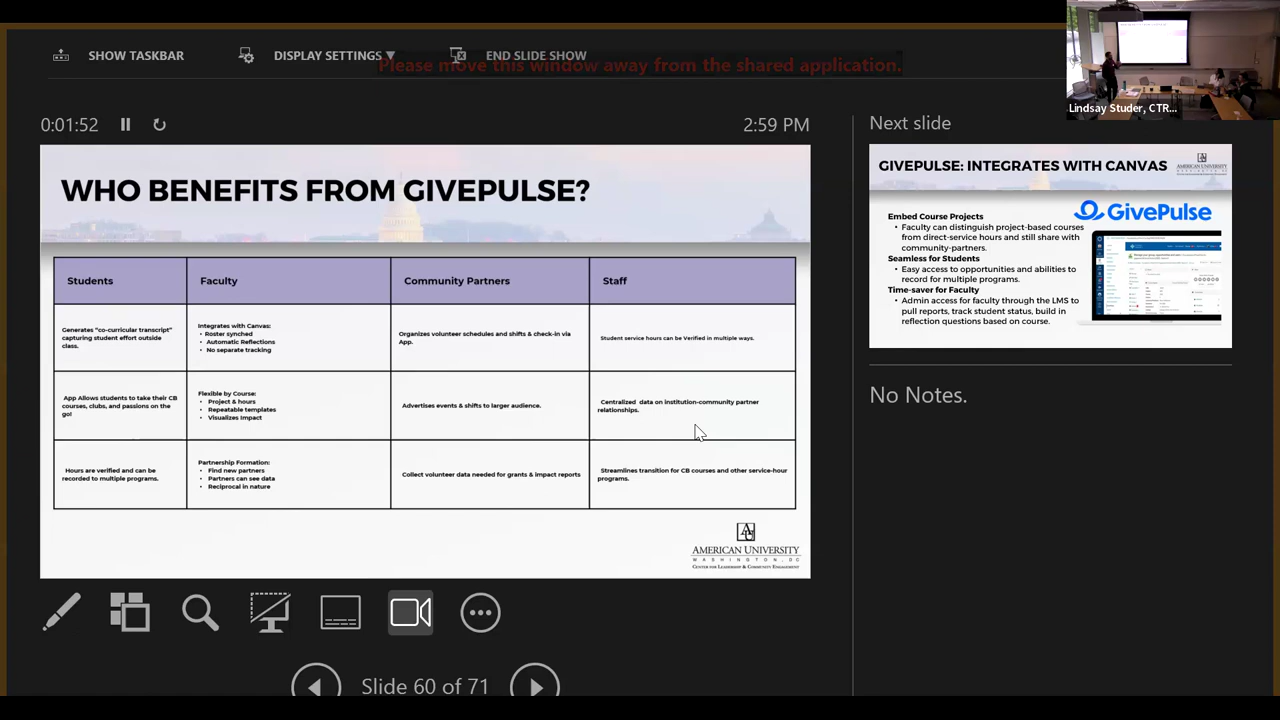 SHOW TASKBAR
DISPLAY SETTINGS ▼
END SLIDE SHOW
Please move this window away from the shared application.
Lindsay Studer, CTR...
0:01:52
2:59 PM
Next slide
WHO BENEFITS FROM GIVEPULSE?
Students
Faculty
Community Partners
Staff
Generates “co-curricular transcript”
capturing student effort outside
class.
Integrates with Canvas:
• Roster synched
• Automatic Reflections
• No separate tracking
Organizes volunteer schedules and shifts & check-in via
App.
Student service hours can be Verified in multiple ways.
App Allows students to take their CB
courses, clubs, and passions on the
go!
Flexible by Course:
• Project & hours
• Repeatable templates
• Visualizes Impact
Advertises events & shifts to larger audience.
Centralized data on institution-community partner
relationships.
Hours are verified and can be
recorded to multiple programs.
Partnership Formation:
• Find new partners
• Partners can see data
• Reciprocal in nature
Collect volunteer data needed for grants & impact reports
Streamlines transition for CB courses and other service-hour
programs.
AMERICAN UNIVERSITY
WASHINGTON, DC
CENTER FOR LEADERSHIP & COMMUNITY ENGAGEMENT
GIVEPULSE: INTEGRATES WITH CANVAS
AMERICAN UNIVERSITY
GivePulse
Embed Course Projects
• Faculty can distinguish project-based courses
from direct-service hours and still share with
community-partners.
Seamless for Students
• Easy access to opportunities and abilities to
record for multiple programs.
Time-saver for Faculty
• Admin access for faculty through the LMS to
pull reports, track student status, build in
reflection questions based on course.
No Notes.
Slide 60 of 71